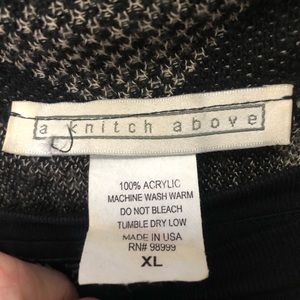 a knitch above
100% ACRYLIC
MACHINE WASH WARM
DO NOT BLEACH
TUMBLE DRY LOW
MADE IN USA
RN# 98999
XL